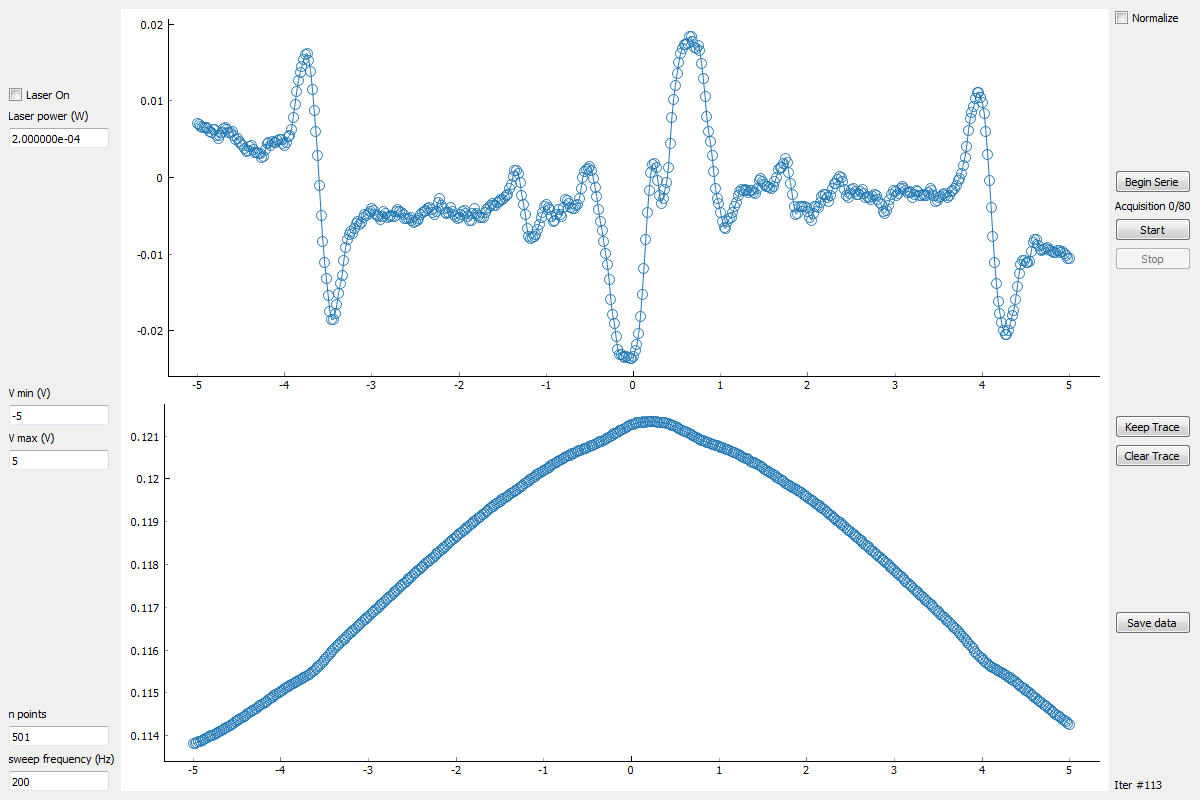 Normalize
Laser On
Laser power (W)
2.000000e-04
V min (V)
-5
V max (V)
5
n points
501
sweep frequency (Hz)
200
0.02
0.01
0
-0.01
-0.02
-5 -4 -3 -2 -1 0 1 2 3 4 5
0.121
0.12
0.119
0.118
0.117
0.116
0.115
0.114
-5 -4 -3 -2 -1 0 1 2 3 4 5
Begin Serie
Acquisition 0/80
Start
Stop
Keep Trace
Clear Trace
Save data
Iter #113